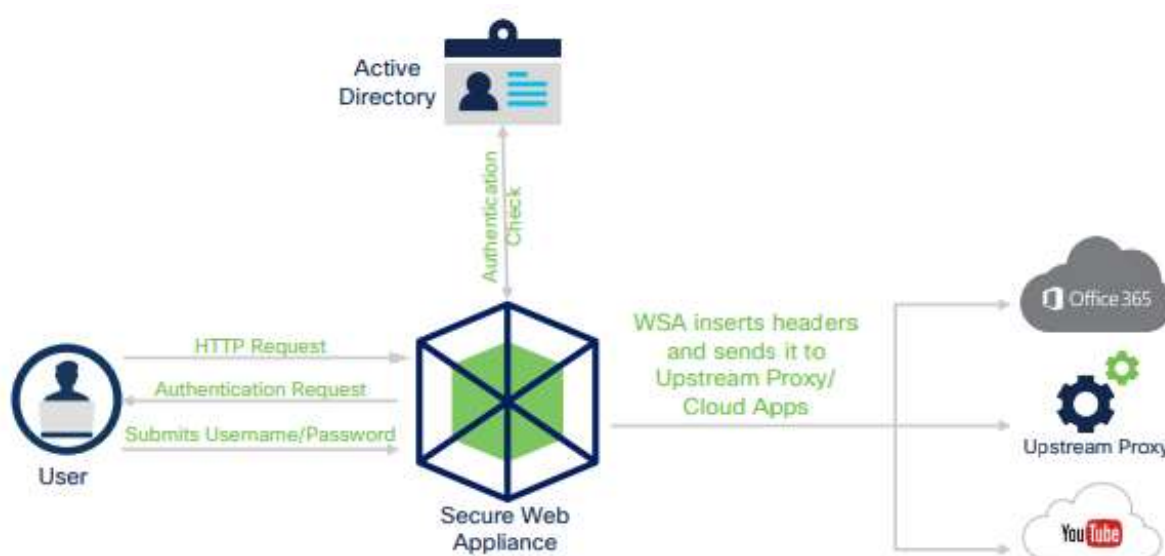 Active
Directory
Authentication
Check
HTTP Request
Authentication Request
Submits Username/Password
User
Secure Web
Appliance
WSA inserts headers
and sends it to
Upstream Proxy/
Cloud Apps
Office 365
Upstream Proxy
YouTube